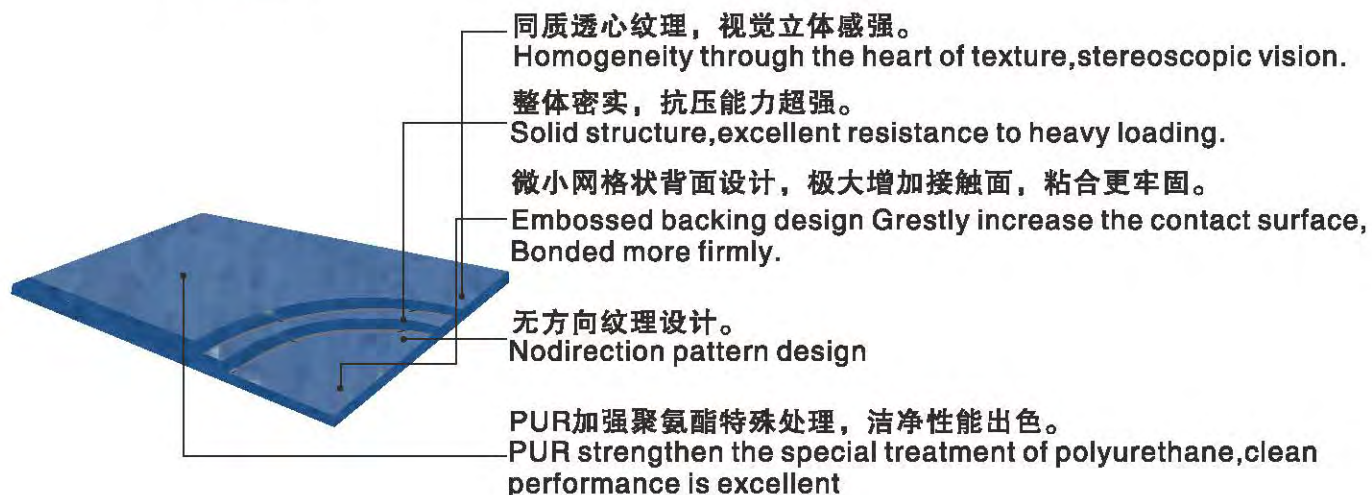 同质透心纹理，视觉立体感强。
Homogeneity through the heart of texture,stereoscopic vision.
整体密实，抗压能力超强。
Solid structure,excellent resistance to heavy loading.
微小网格状背面设计，极大增加接触面，粘合更牢固。
Embossed backing design Grestly increase the contact surface,
Bonded more firmly.
无方向纹理设计。
Nodirection pattern design
PUR加强聚氨酯特殊处理，洁净性能出色。
PUR strengthen the special treatment of polyurethane,clean
performance is excellent